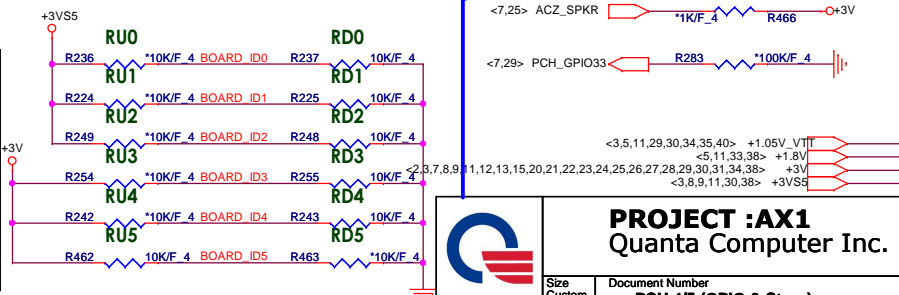 +3VS5
RU0 RD0
R236 *10K/F_4 BOARD_ID0 R237 10K/F_4
RU1 RD1
R224 *10K/F_4 BOARD_ID1 R225 10K/F_4
RU2 RD2
R249 *10K/F_4 BOARD_ID2 R248 10K/F_4
+3V
RU3 RD3
R254 *10K/F_4 BOARD_ID3 R255 10K/F_4
RU4 RD4
R242 *10K/F_4 BOARD_ID4 R243 10K/F_4
RU5 RD5
R462 10K/F_4 BOARD_ID5 R463 *10K/F_4
<7,25> ACZ_SPKR *1K/F_4 R466 +3V
<7,29> PCH_GPIO33 R283 *100K/F_4
<3,5,11,29,30,34,35,40> +1.05V_VTT
<5,11,33,38> +1.8V
<2,3,7,8,9,11,12,13,15,20,21,22,23,24,25,26,27,28,29,30,31,34,38> +3V
<3,8,9,11,30,38> +3VS5
PROJECT :AX1
Quanta Computer Inc.
Size Document Number
Custom